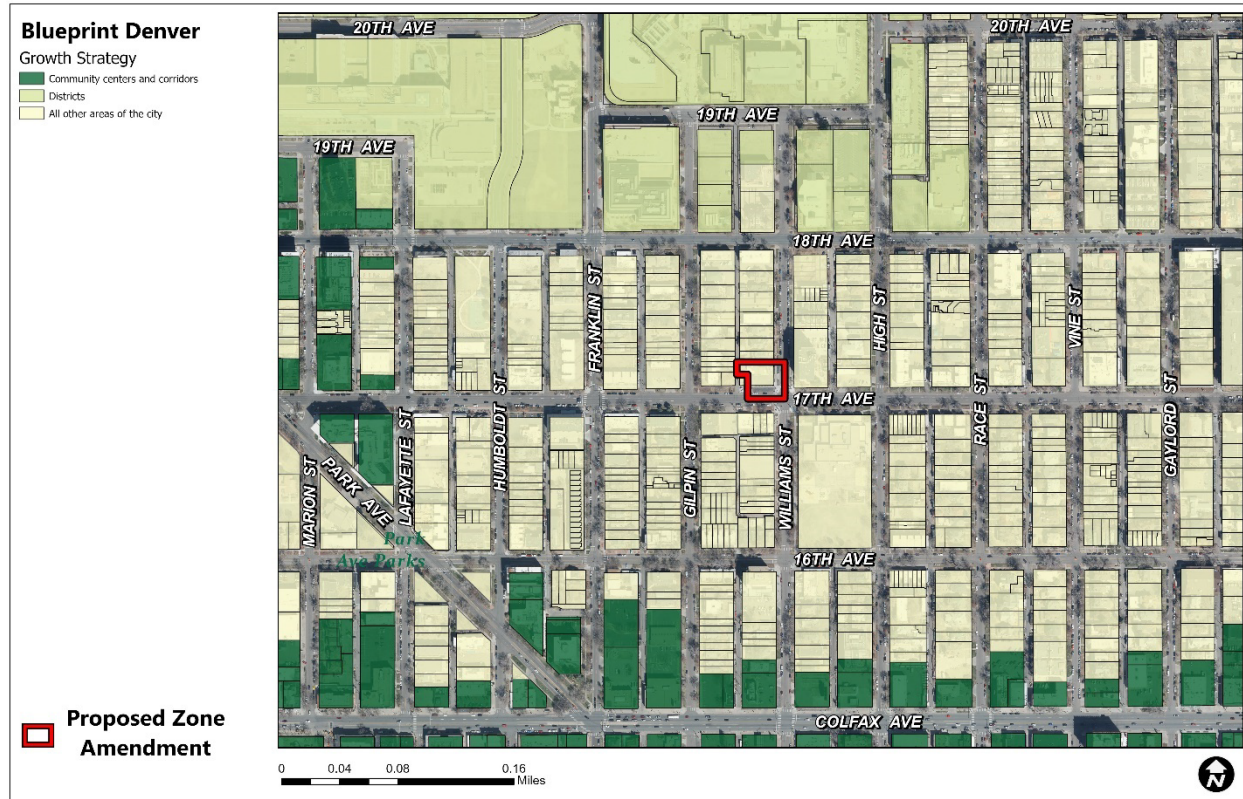 Blueprint Denver
Growth Strategy
Community centers and corridors
Districts
All other areas of the city
20TH AVE
20TH AVE
19TH AVE
19TH AVE
18TH AVE
FRANKLIN ST
HIGH ST
VINE ST
17TH AVE
MARION ST
PARK AVE
LAFAYETTE ST
HUMBOLDT ST
GILPIN ST
WILLIAMS ST
RACE ST
GAYLORD ST
Park
Ave Parks
16TH AVE
COLFAX AVE
Proposed Zone
Amendment
0 0.04 0.08 0.16
Miles
N